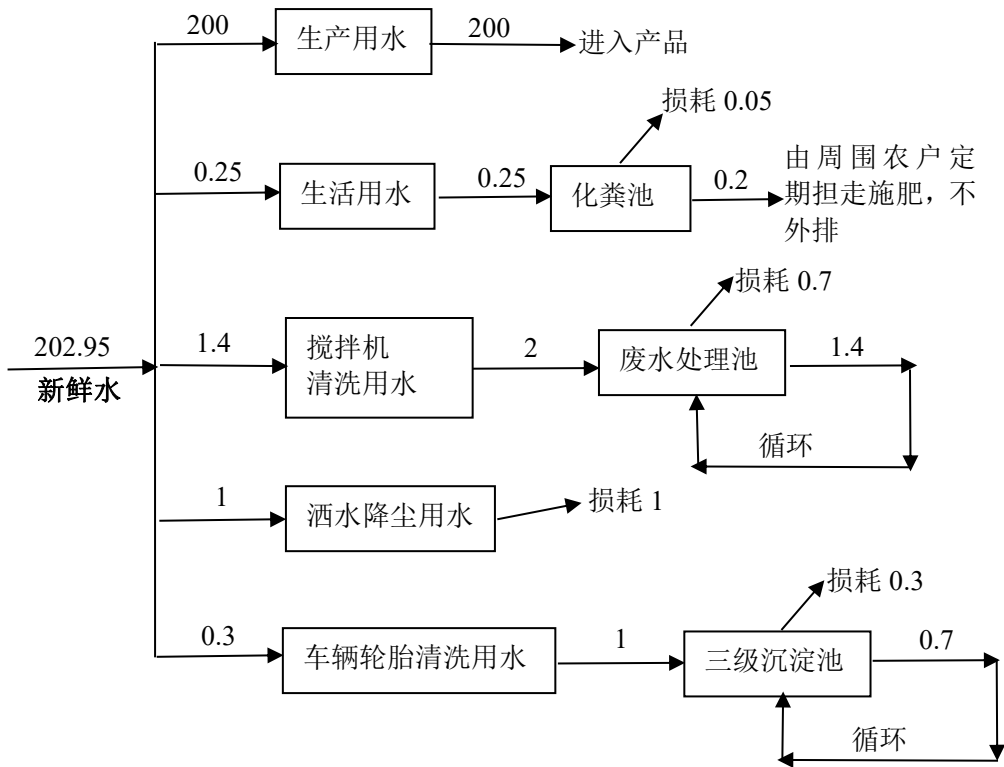 200
生产用水
200
进入产品
损耗 0.05
0.25
生活用水
0.25
化粪池
0.2
由周围农户定
期担走施肥，不
外排
损耗 0.7
202.95
新鲜水
1.4
搅拌机
清洗用水
2
废水处理池
1.4
循环
1
洒水降尘用水
损耗 1
损耗 0.3
0.3
车辆轮胎清洗用水
1
三级沉淀池
0.7
循环